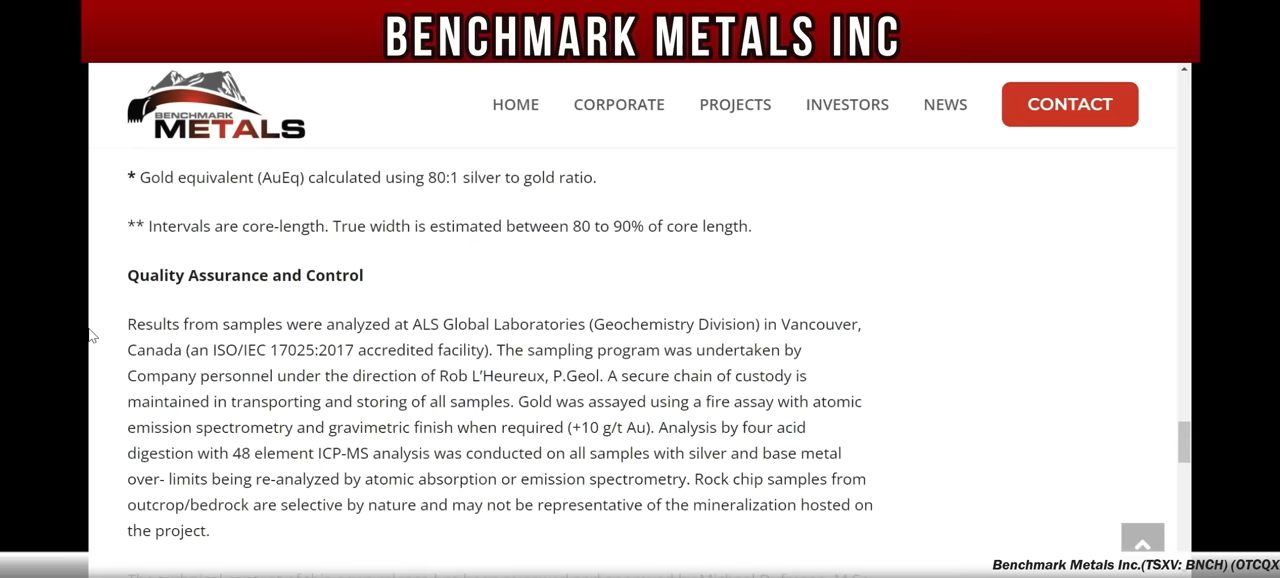 BENCHMARK METALS INC
BENCHMARK
METALS
HOME CORPORATE PROJECTS INVESTORS NEWS CONTACT
* Gold equivalent (AuEq) calculated using 80:1 silver to gold ratio.
** Intervals are core-length. True width is estimated between 80 to 90% of core length.
Quality Assurance and Control
Results from samples were analyzed at ALS Global Laboratories (Geochemistry Division) in Vancouver,
Canada (an ISO/IEC 17025:2017 accredited facility). The sampling program was undertaken by
Company personnel under the direction of Rob L’Heureux, P.Geol. A secure chain of custody is
maintained in transporting and storing of all samples. Gold was assayed using a fire assay with atomic
emission spectrometry and gravimetric finish when required (+10 g/t Au). Analysis by four acid
digestion with 48 element ICP-MS analysis was conducted on all samples with silver and base metal
over- limits being re-analyzed by atomic absorption or emission spectrometry. Rock chip samples from
outcrop/bedrock are selective by nature and may not be representative of the mineralization hosted on
the project.
Benchmark Metals Inc.(TSXV: BNCH) (OTCQX